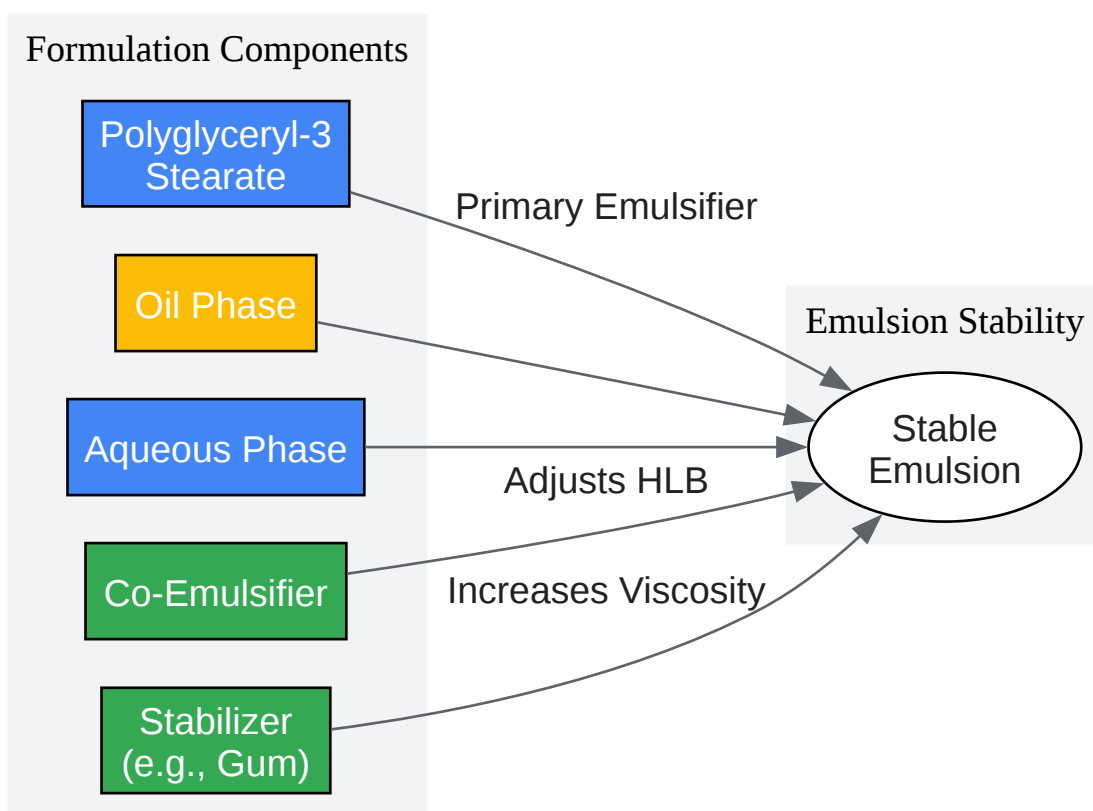 Formulation Components
Polyglyceryl-3
Stearate
Primary Emulsifier
Oil Phase
Emulsion Stability
Aqueous Phase
Stable
Emulsion
Adjusts HLB
Co-Emulsifier
Increases Viscosity
Stabilizer
(e.g., Gum)